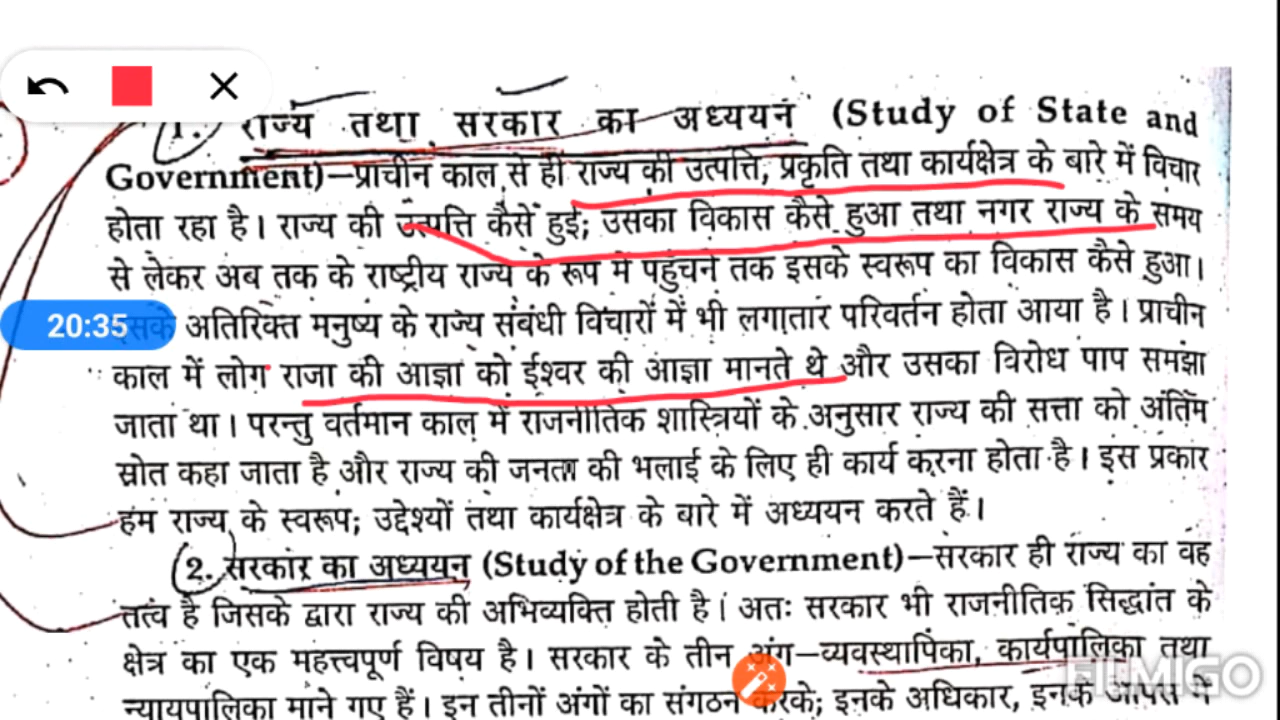 1. राज्य तथा सरकार का अध्ययन (Study of State and
Government)–प्राचीन काल से ही राज्य की उत्पत्ति, प्रकृति तथा कार्यक्षेत्र के बारे में विचार
होता रहा है। राज्य की उत्पत्ति कैसे हुई; उसका विकास कैसे हुआ तथा नगर राज्य के समय
से लेकर अब तक के राष्ट्रीय राज्य के रूप में पहुंचने तक इसके स्वरूप का विकास कैसे हुआ।
20:35
अतिरिक्त मनुष्य के राज्य संबंधी विचारों में भी लगातार परिवर्तन होता आया है। प्राचीन
काल में लोग राजा की आज्ञा को ईश्वर की आज्ञा मानते थे और उसका विरोध पाप समझा
जाता था। परन्तु वर्तमान काल में राजनीतिक शास्त्रियों के अनुसार राज्य की सत्ता को अंतिम
स्रोत कहा जाता है और राज्य की जनता की भलाई के लिए ही कार्य करना होता है। इस प्रकार
हम राज्य के स्वरूप; उद्देश्यों तथा कार्यक्षेत्र के बारे में अध्ययन करते हैं।
2. सरकार का अध्ययन (Study of the Government)–सरकार ही राज्य का वह
तत्व है जिसके द्वारा राज्य की अभिव्यक्ति होती है। अतः सरकार भी राजनीतिक सिद्धांत के
क्षेत्र का एक महत्त्वपूर्ण विषय है। सरकार के तीन अंग–व्यवस्थापिका, कार्यपालिका तथा
न्यायपालिका माने गए हैं। इन तीनों अंगों का संगठन करके; इनके अधिकार, इनके आपस में
FILMIGO